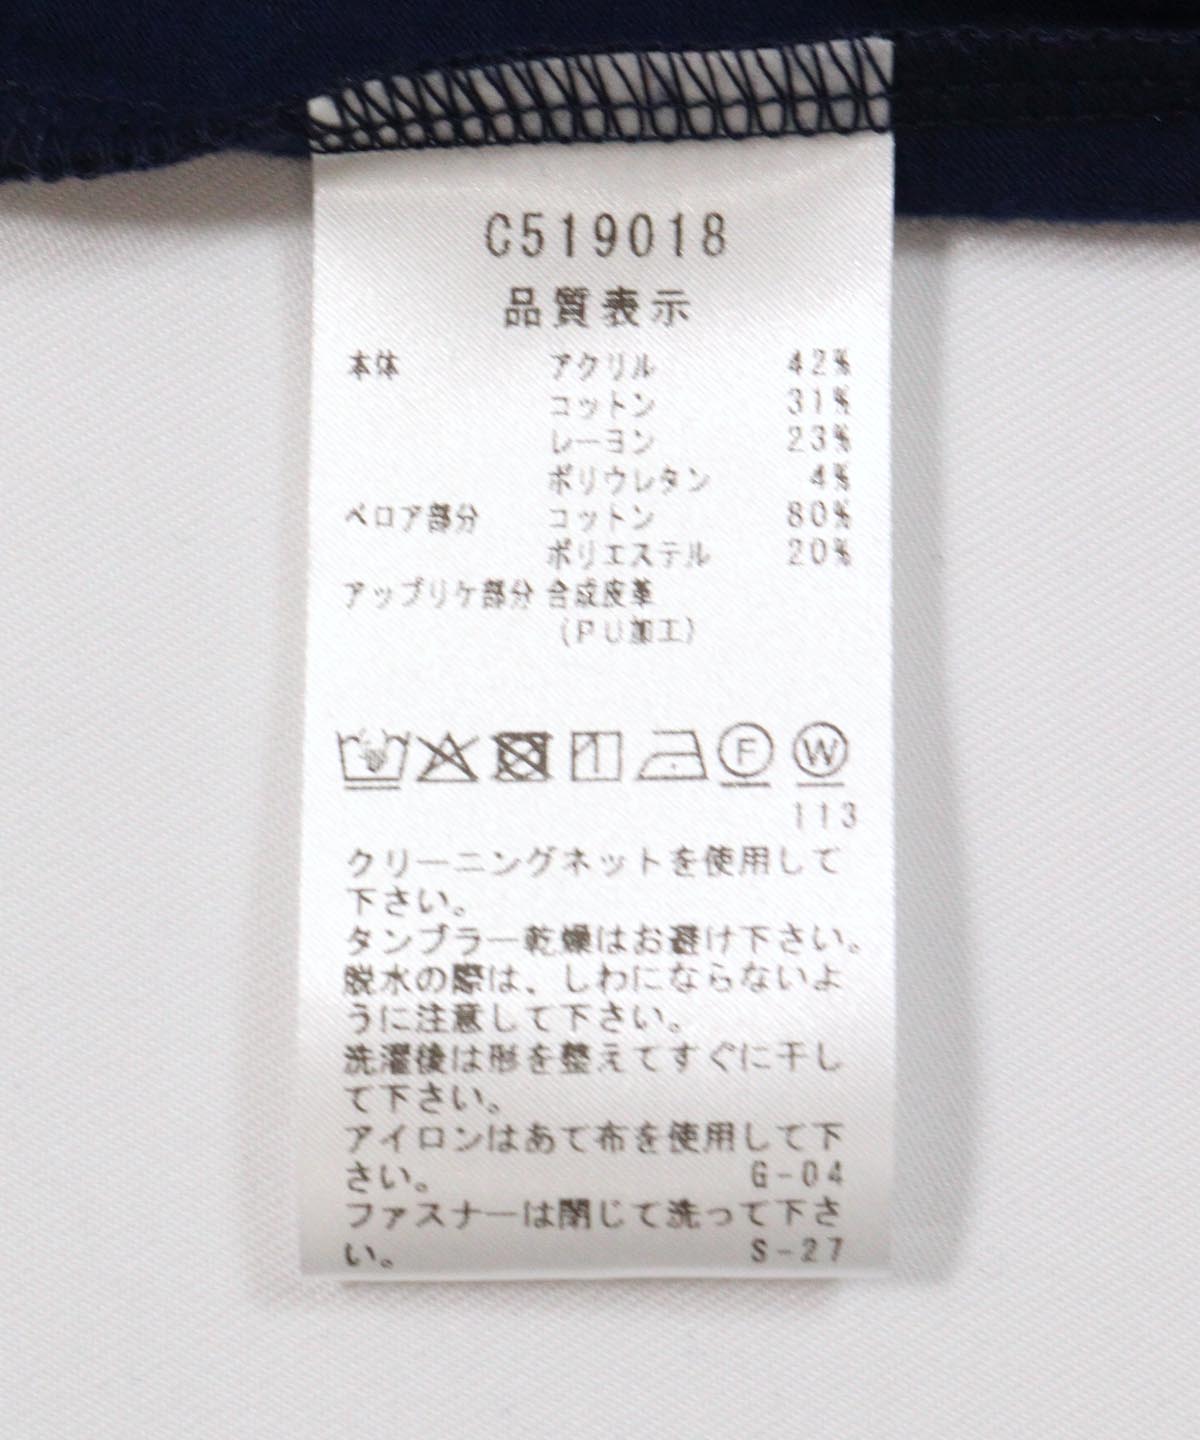 C519018
品質表示
本体 アクリル 42%
コットン 31%
レーヨン 23%
ポリウレタン 4%
ベロア部分 コットン 80%
ポリエステル 20%
アップリケ部分 合成皮革
(PU加工)
F W
113
クリーニングネットを使用して
下さい。
タンブラー乾燥はお避け下さい。
脱水の際は、しわにならないよ
うに注意して下さい。
洗濯後は形を整えてすぐに干し
て下さい。
アイロンはあて布を使用して下
さい。 G-04
ファスナーは閉じて洗って下さ
い。 S-27